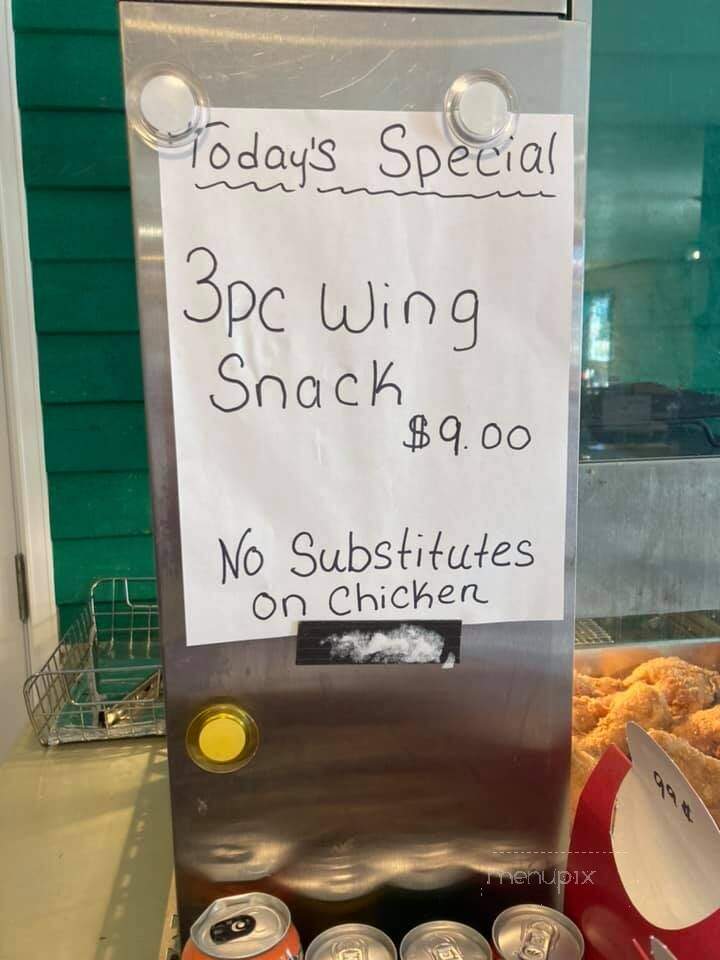 Today's Special
3pc Wing
Snack
$9.00
No Substitutes
on Chicken
99¢
menupix